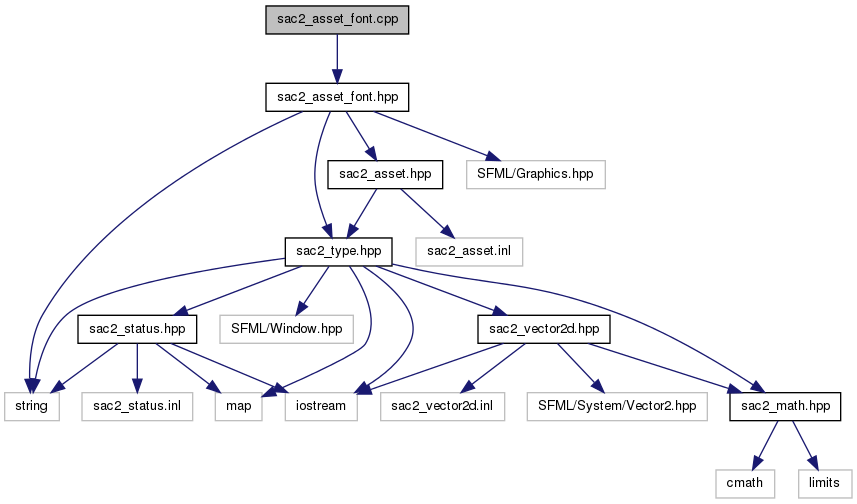 sac2_asset_font.cpp
sac2_asset_font.hpp
sac2_asset.hpp
SFML/Graphics.hpp
sac2_type.hpp
sac2_asset.inl
sac2_status.hpp
SFML/Window.hpp
sac2_vector2d.hpp
string
sac2_status.inl
map
iostream
sac2_vector2d.inl
SFML/System/Vector2.hpp
sac2_math.hpp
cmath
limits